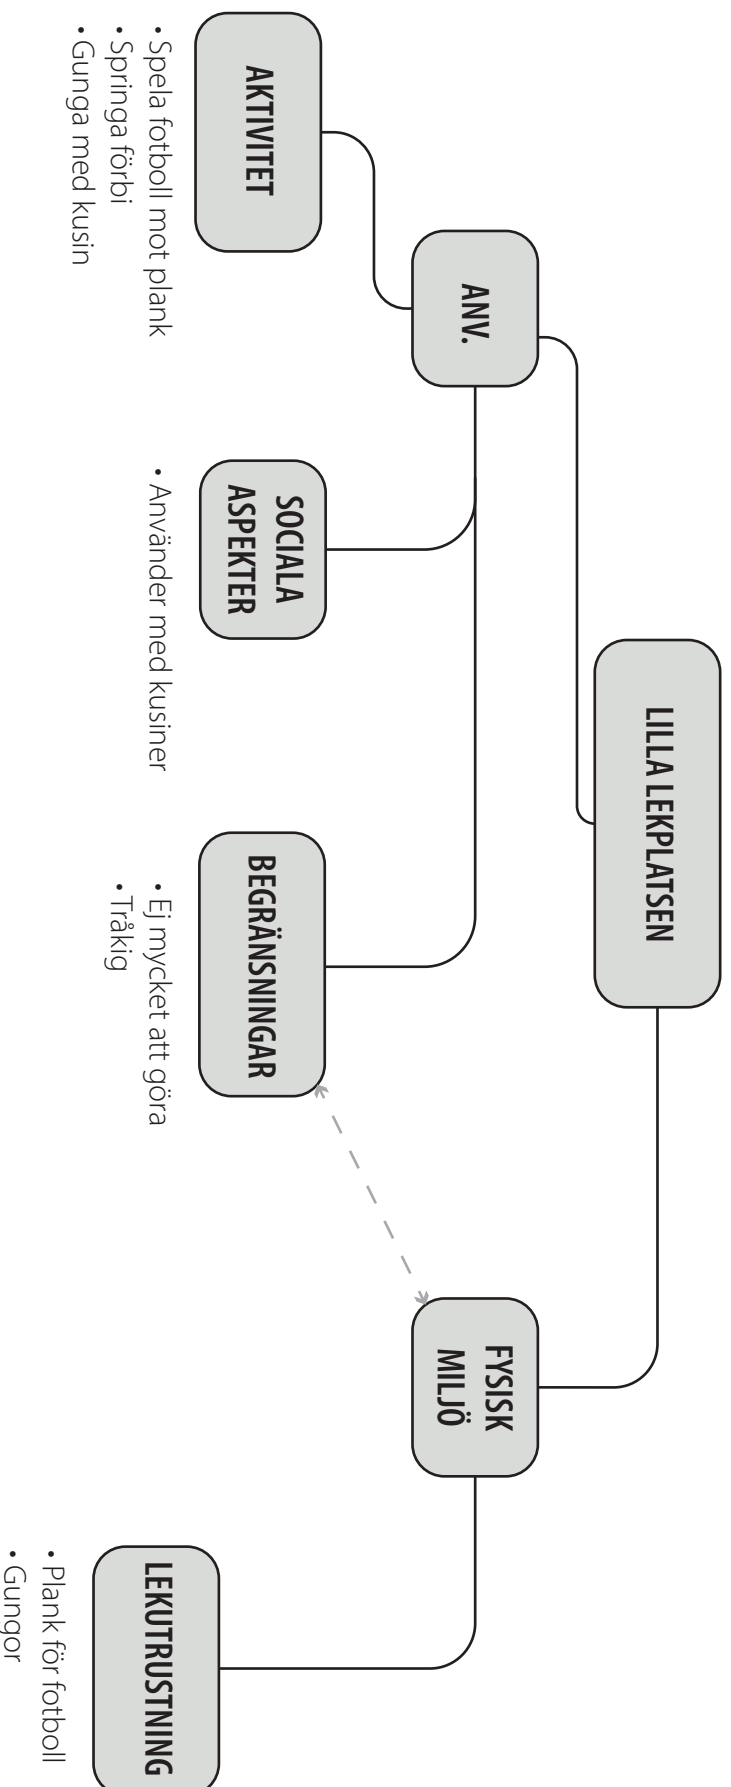 LILLA LEKPLATSEN
ANV.
FYSISK
MILJÖ
AKTIVITET
• Spela fotboll mot plank
• Springa förbi
• Gunga med kusin
SOCIALA
ASPEKTER
• Använder med kusiner
BEGRÄNSNINGAR
• Ej mycket att göra
• Tråkig
LEKUTRUSTNING
• Plank för fotboll
• Gungor